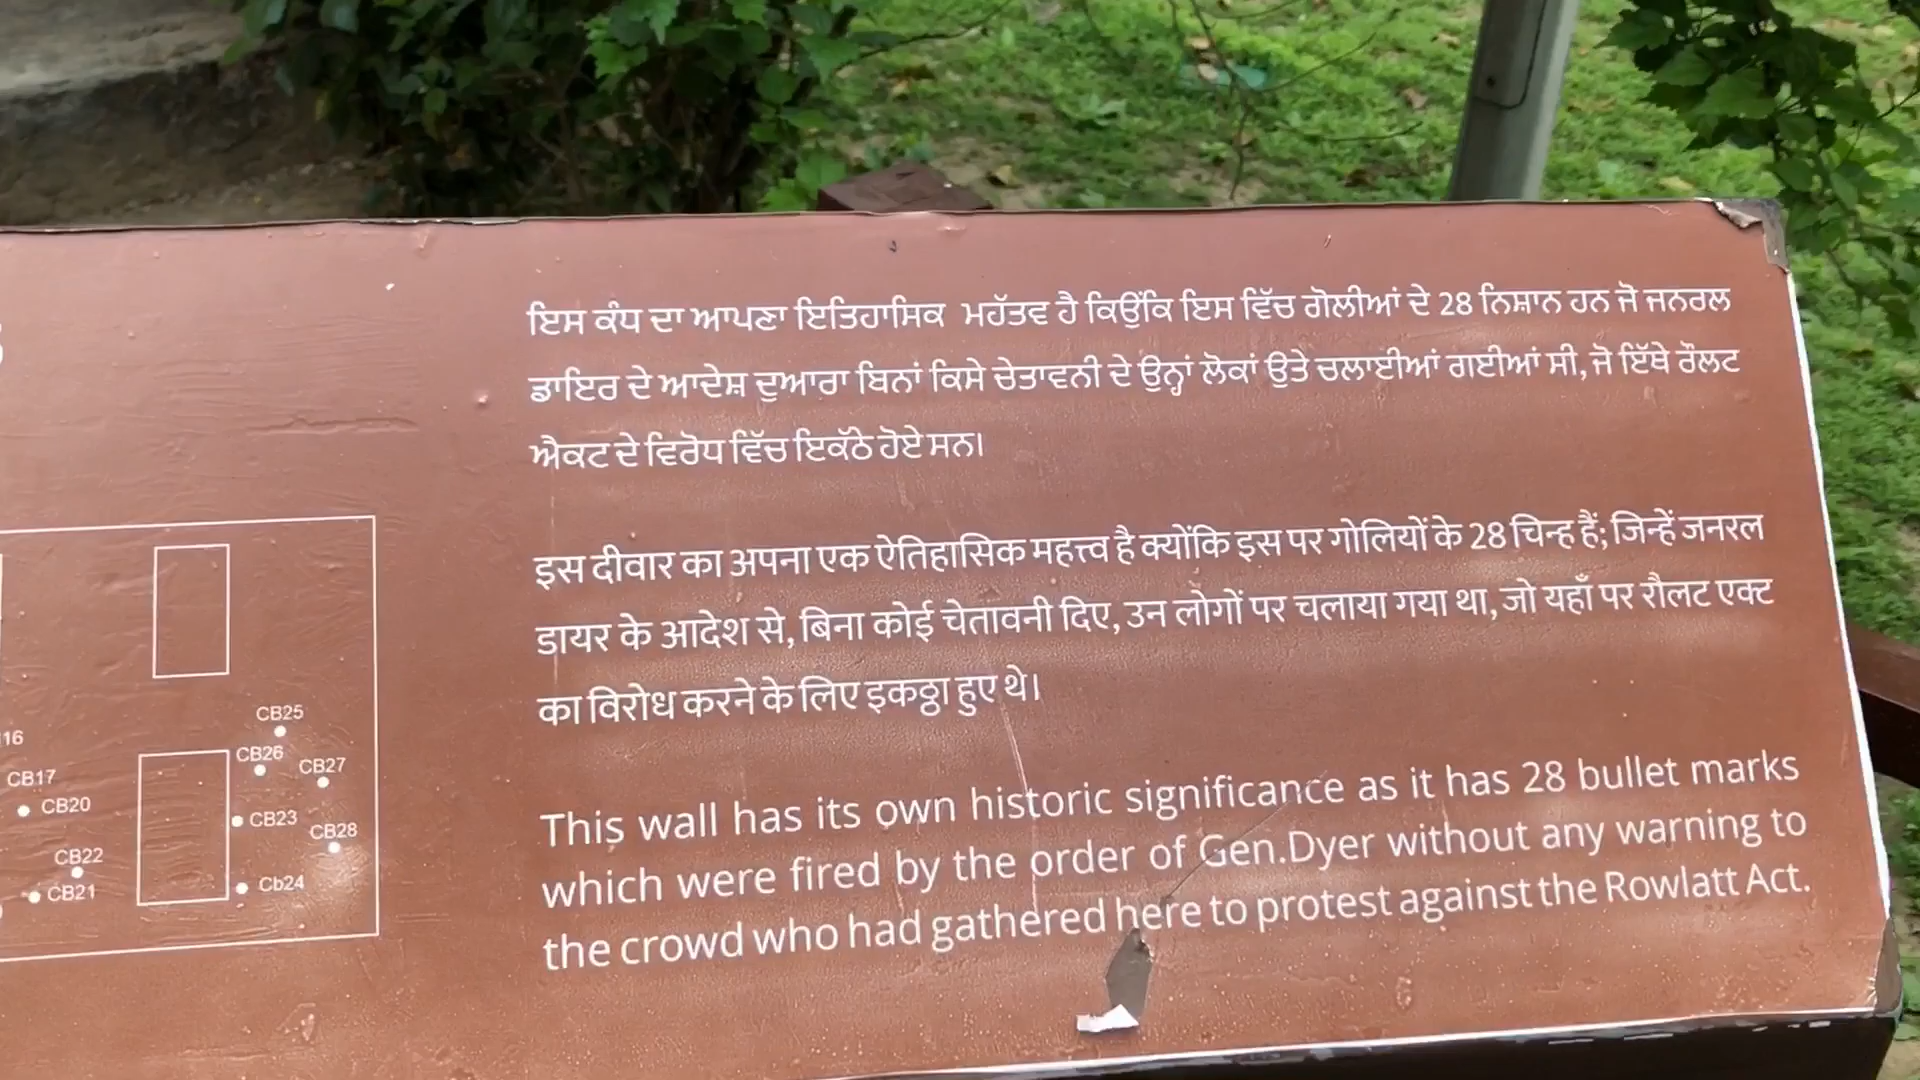 ਇਸ ਕੰਧ ਦਾ ਆਪਣਾ ਇਤਿਹਾਸਿਕ ਮਹੱਤਵ ਹੈ ਕਿਉਂਕਿ ਇਸ ਵਿੱਚ ਗੋਲੀਆਂ ਦੇ 28 ਨਿਸ਼ਾਨ ਹਨ ਜੋ ਜਨਰਲ
ਡਾਇਰ ਦੇ ਆਦੇਸ਼ ਦੁਆਰਾ ਬਿਨਾਂ ਕਿਸੇ ਚੇਤਾਵਨੀ ਦੇ ਉਨ੍ਹਾਂ ਲੋਕਾਂ ਉਤੇ ਚਲਾਈਆਂ ਗਈਆਂ ਸੀ, ਜੋ ਇੱਥੇ ਰੌਲਟ
ਐਕਟ ਦੇ ਵਿਰੋਧ ਵਿੱਚ ਇਕੱਠੇ ਹੋਏ ਸਨ।
इस दीवार का अपना एक ऐतिहासिक महत्त्व है क्योंकि इस पर गोलियों के 28 चिन्ह हैं; जिन्हें जनरल
डायर के आदेश से, बिना कोई चेतावनी दिए, उन लोगों पर चलाया गया था, जो यहाँ पर रौलट एक्ट
का विरोध करने के लिए इकठ्ठा हुए थे।
This wall has its own historic significance as it has 28 bullet marks
which were fired by the order of Gen.Dyer without any warning to
the crowd who had gathered here to protest against the Rowlatt Act.
CB25
16
CB26
CB27
CB17
CB20
CB23
CB28
CB22
CB21
Cb24